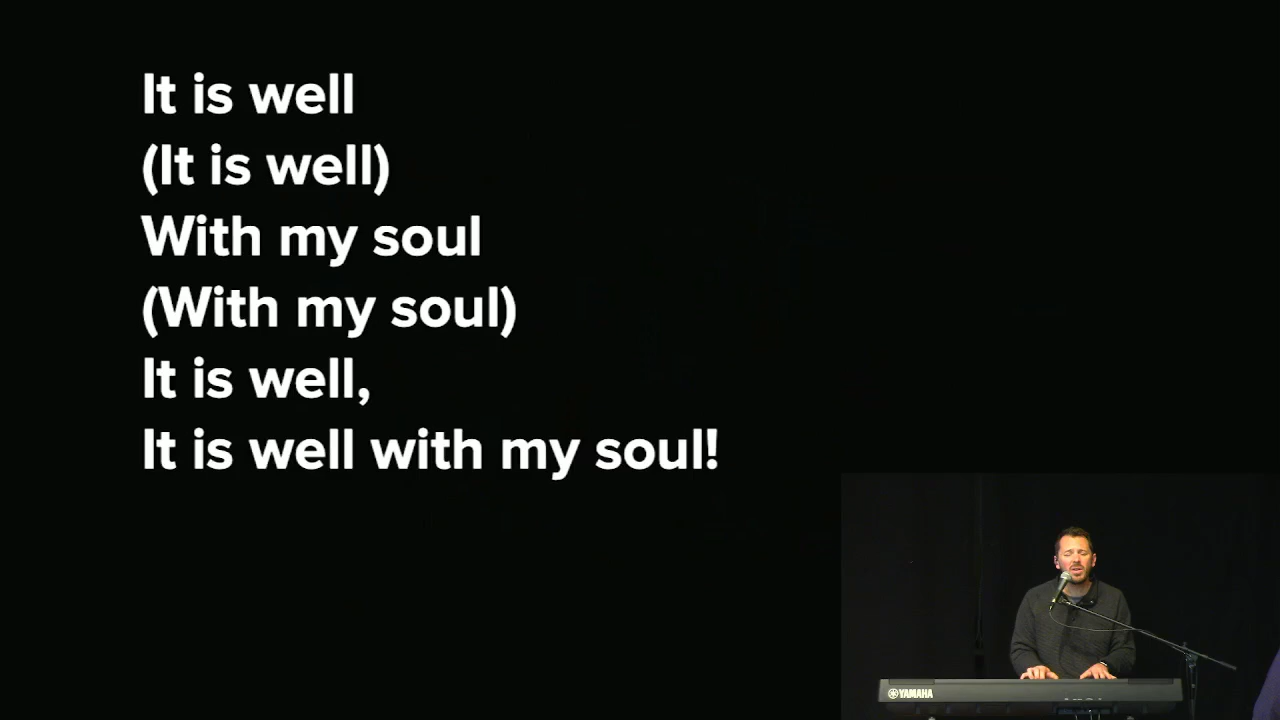 It is well
(It is well)
With my soul
(With my soul)
It is well,
It is well with my soul!
YAMAHA